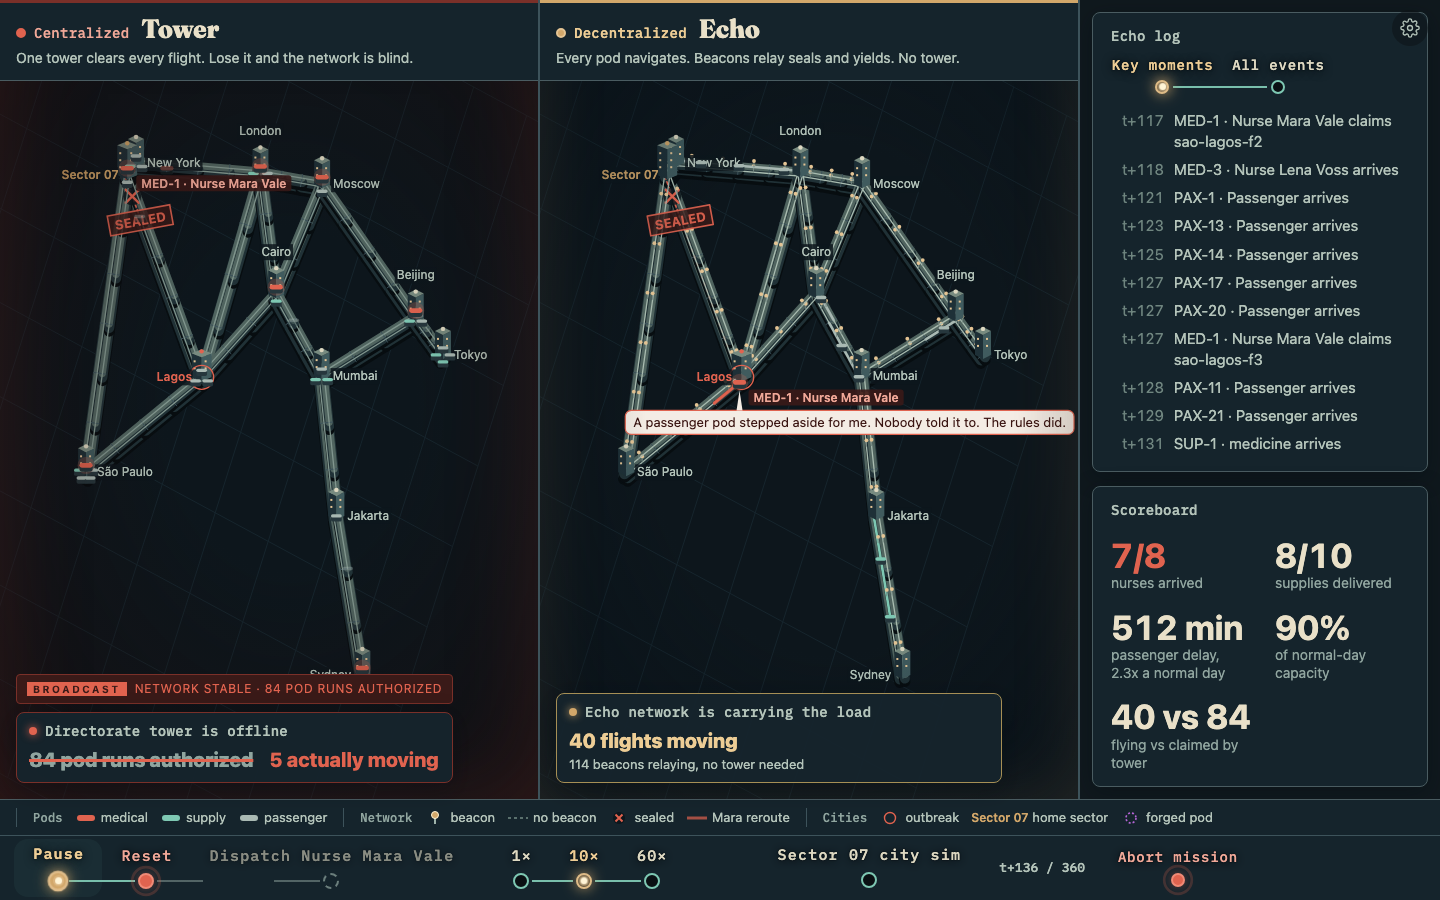 Centralized Tower
One tower clears every flight. Lose it and the network is blind.
London
New York
Sector 07
MED-1 · Nurse Mara Vale
Moscow
SEALED
Cairo
Beijing
Tokyo
Lagos
Mumbai
São Paulo
Jakarta
Sydney
BROADCAST NETWORK STABLE · 84 POD RUNS AUTHORIZED
Directorate tower is offline
84 pod runs authorized 5 actually moving
Decentralized Echo
Every pod navigates. Beacons relay seals and yields. No tower.
London
New York
Sector 07
Moscow
SEALED
Cairo
Beijing
Tokyo
Lagos
Mumbai
MED-1 · Nurse Mara Vale
A passenger pod stepped aside for me. Nobody told it to. The rules did.
São Paulo
Jakarta
Sydney
Echo network is carrying the load
40 flights moving
114 beacons relaying, no tower needed
Echo log
Key moments All events
t+117 MED-1 · Nurse Mara Vale claims
sao-lagos-f2
t+118 MED-3 · Nurse Lena Voss arrives
t+121 PAX-1 · Passenger arrives
t+123 PAX-13 · Passenger arrives
t+125 PAX-14 · Passenger arrives
t+127 PAX-17 · Passenger arrives
t+127 PAX-20 · Passenger arrives
t+127 MED-1 · Nurse Mara Vale claims
sao-lagos-f3
t+128 PAX-11 · Passenger arrives
t+129 PAX-21 · Passenger arrives
t+131 SUP-1 · medicine arrives
Scoreboard
7/8 8/10
nurses arrived supplies delivered
512 min 90%
passenger delay, of normal-day
2.3x a normal day capacity
40 vs 84
flying vs claimed by
tower
Pods medical supply passenger Network beacon no beacon sealed Mara reroute Cities outbreak Sector 07 home sector forged pod
Pause Reset Dispatch Nurse Mara Vale 1× 10× 60× Sector 07 city sim t+136 / 360 Abort mission